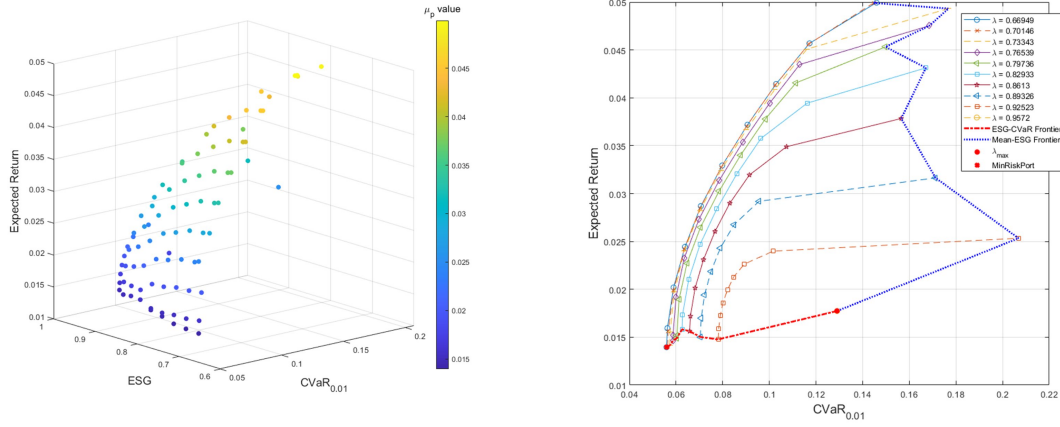 μp value
0.05
0.045
0.04
0.035
0.03
0.025
0.02
0.015
0.01
Expected Return
1
0.9
0.8
0.7
0.6
ESG
0.05
0.1
0.15
0.2
CVaR0.01
0.045
0.04
0.035
0.03
0.025
0.02
0.015
0.05
0.045
0.04
0.035
0.03
0.025
0.02
0.015
0.01
Expected Return
0.04
0.06
0.08
0.1
0.12
0.14
0.16
0.18
0.2
0.22
CVaR0.01
λ = 0.66949
λ = 0.70146
λ = 0.73343
λ = 0.76539
λ = 0.79736
λ = 0.82933
λ = 0.8613
λ = 0.89326
λ = 0.92523
λ = 0.9572
ESG-CVaR Frontier
Mean-ESG Frontier
λmax
MinRiskPort